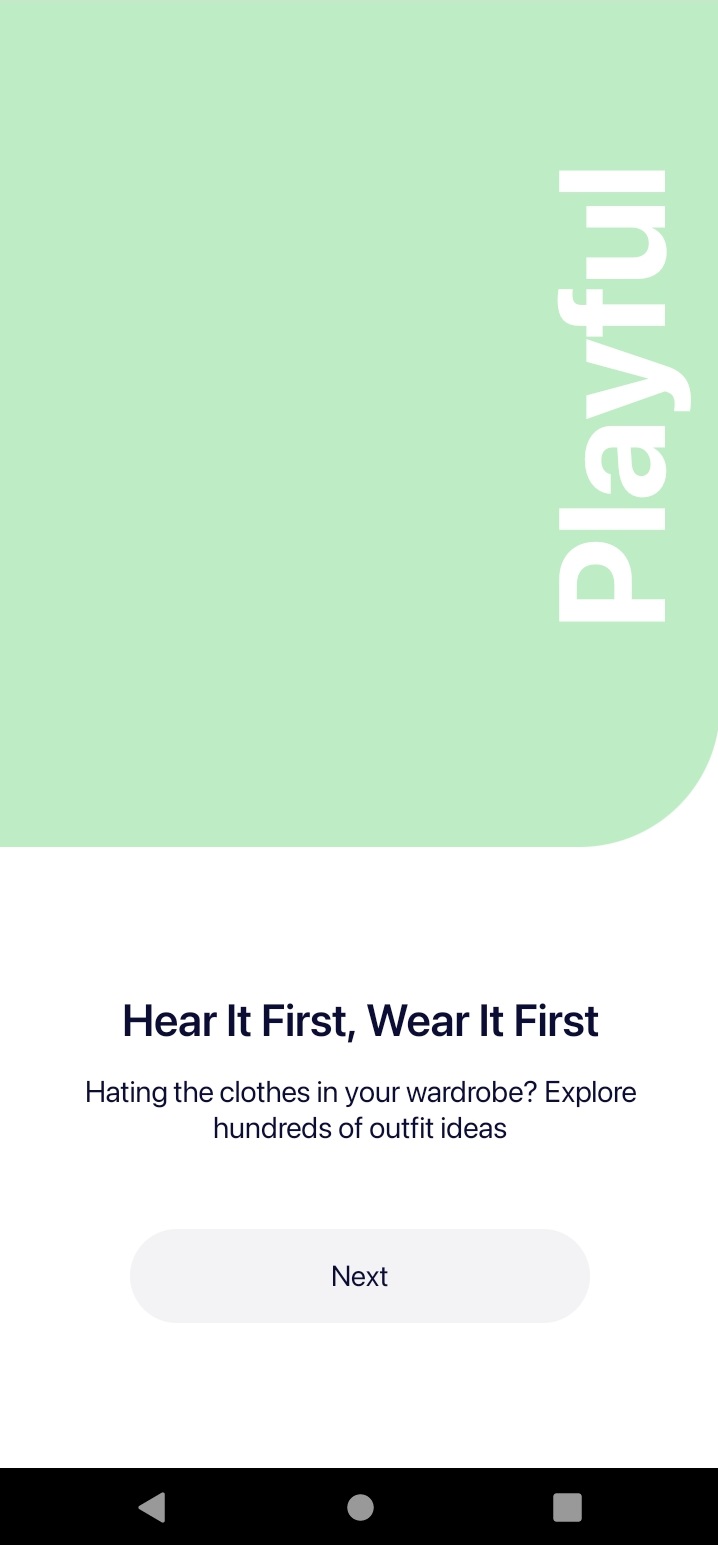 Playful
Hear It First, Wear It First
Hating the clothes in your wardrobe? Explore
hundreds of outfit ideas
Next